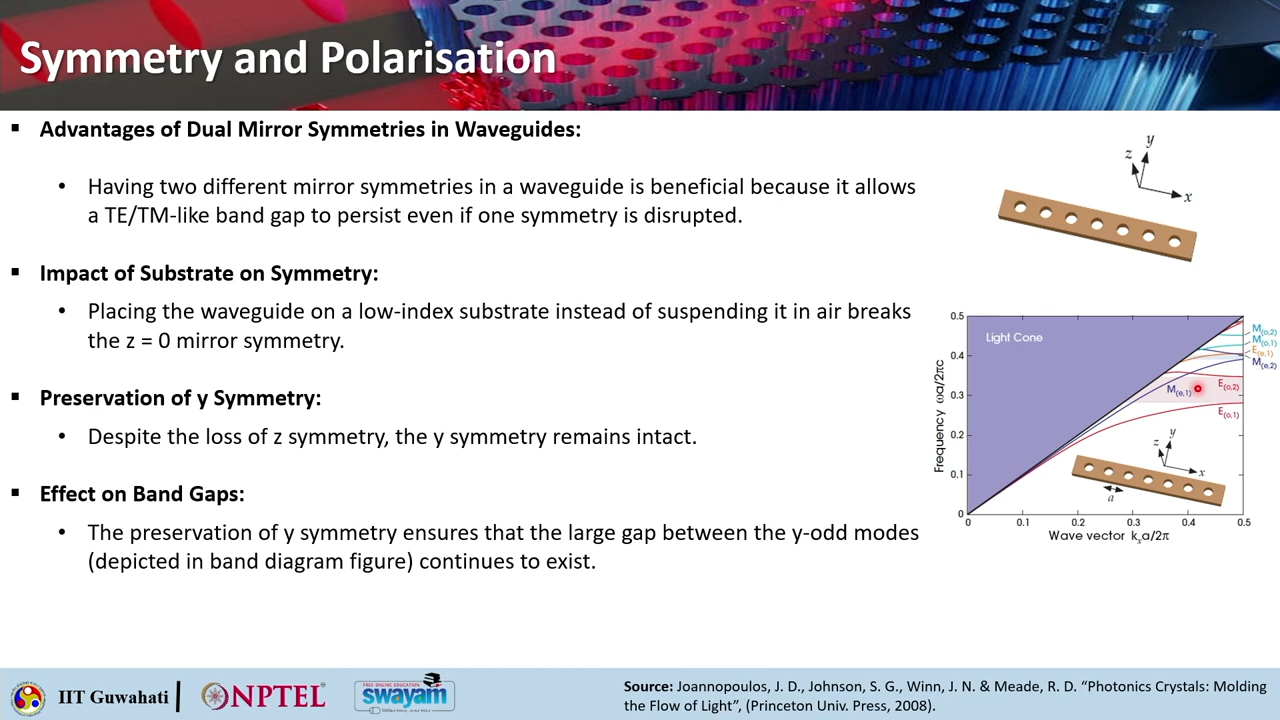 Symmetry and Polarisation
▪ Advantages of Dual Mirror Symmetries in Waveguides:
• Having two different mirror symmetries in a waveguide is beneficial because it allows
a TE/TM-like band gap to persist even if one symmetry is disrupted.
▪ Impact of Substrate on Symmetry:
• Placing the waveguide on a low-index substrate instead of suspending it in air breaks
the z = 0 mirror symmetry.
▪ Preservation of y Symmetry:
• Despite the loss of z symmetry, the y symmetry remains intact.
▪ Effect on Band Gaps:
• The preservation of y symmetry ensures that the large gap between the y-odd modes
(depicted in band diagram figure) continues to exist.
y
z
x
Frequency ωa/2πc
0.5
0.4
0.3
0.2
0.1
0
Light Cone
M(o,2)
M(o,1)
E(e,1)
M(e,2)
M(e,1)
E(o,2)
E(o,1)
y
z
x
a
0 0.1 0.2 0.3 0.4 0.5
Wave vector kxa/2π
IIT Guwahati
NPTEL
FREE ONLINE EDUCATION
swayam
Source: Joannopoulos, J. D., Johnson, S. G., Winn, J. N. & Meade, R. D. “Photonics Crystals: Molding
the Flow of Light”, (Princeton Univ. Press, 2008).